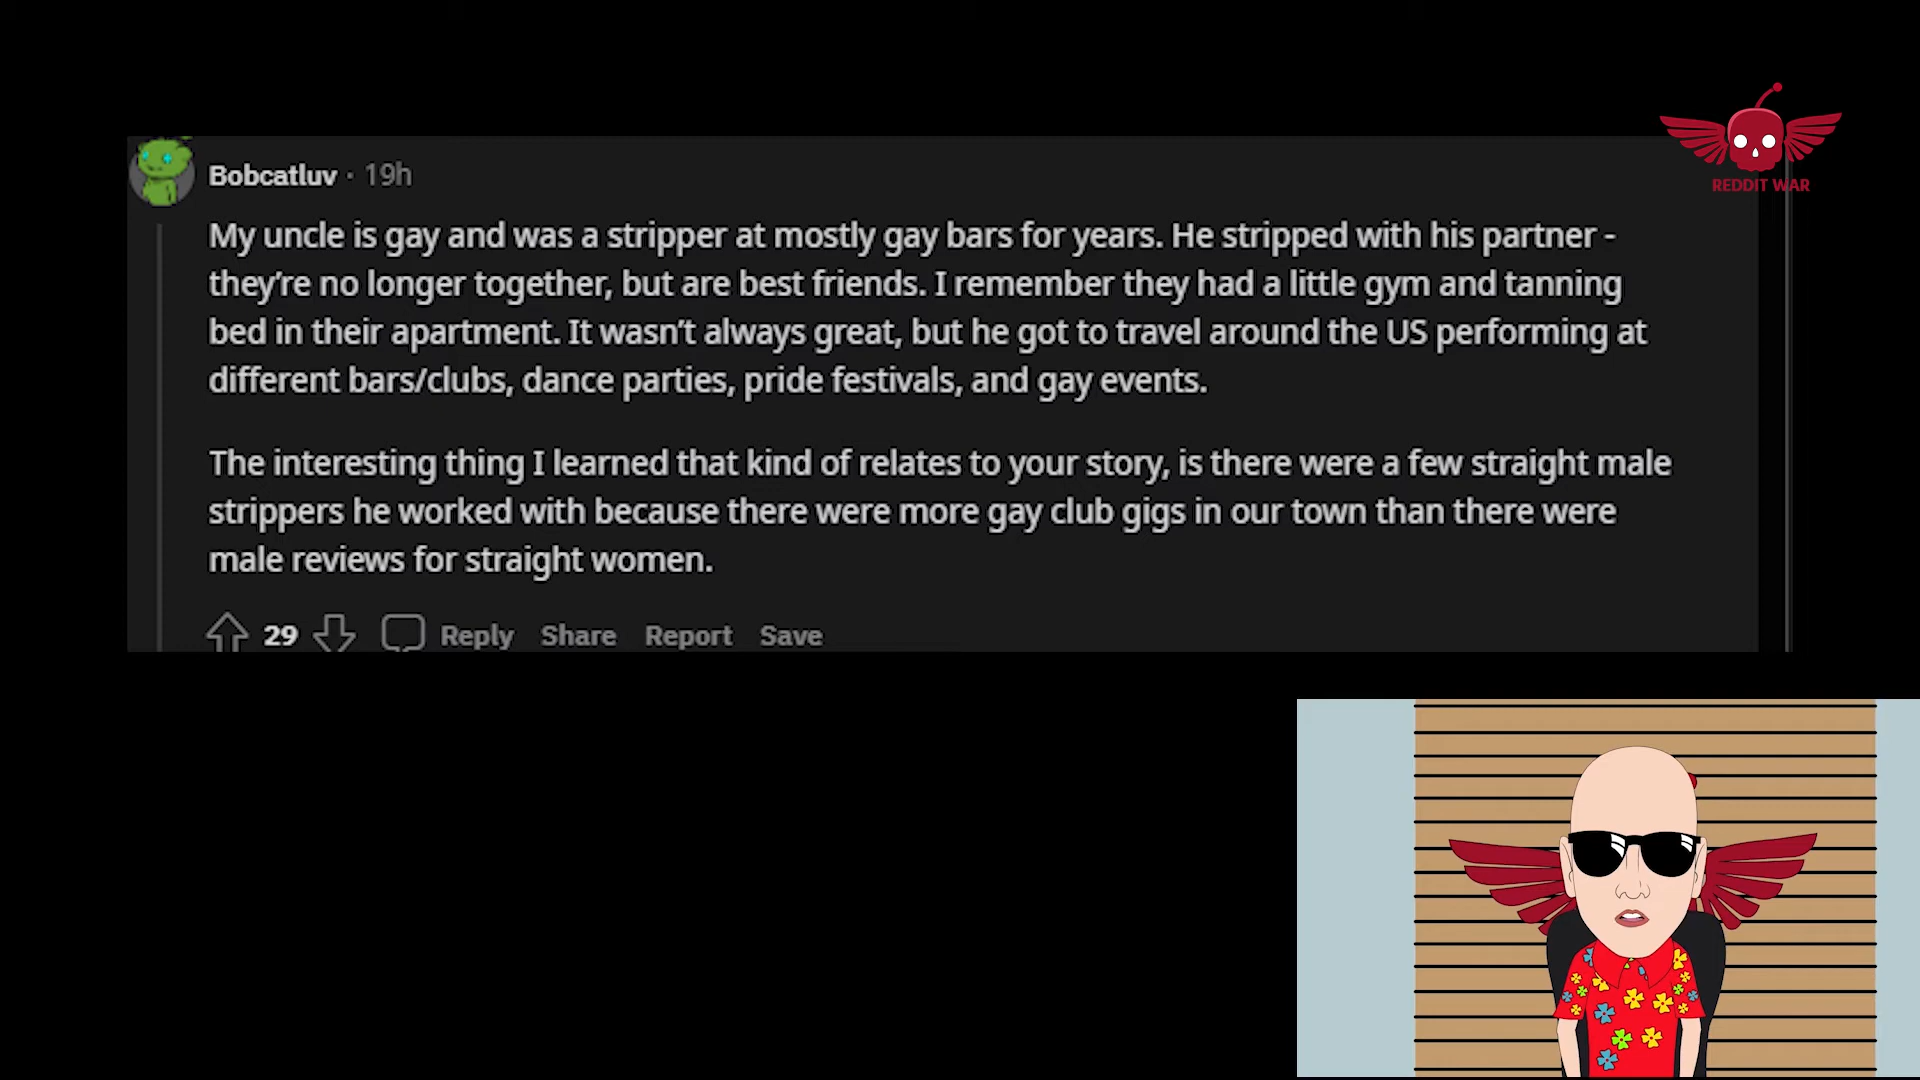 REDDIT WAR
Bobcatluv · 19h
My uncle is gay and was a stripper at mostly gay bars for years. He stripped with his partner -
they're no longer together, but are best friends. I remember they had a little gym and tanning
bed in their apartment. It wasn't always great, but he got to travel around the US performing at
different bars/clubs, dance parties, pride festivals, and gay events.
The interesting thing I learned that kind of relates to your story, is there were a few straight male
strippers he worked with because there were more gay club gigs in our town than there were
male reviews for straight women.
29 Reply Share Report Save